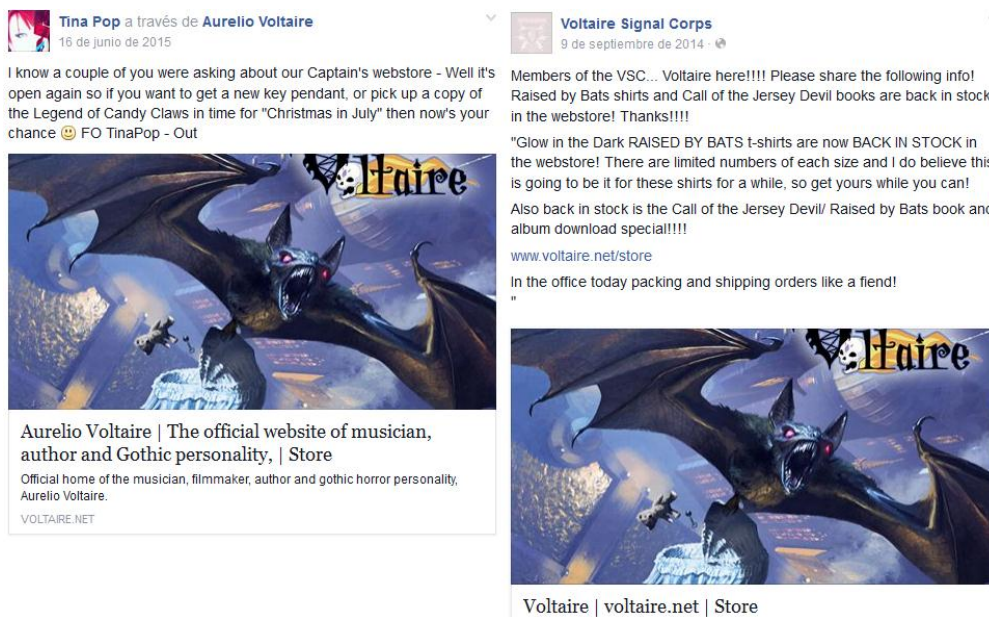 Tina Pop a través de Aurelio Voltaire
16 de junio de 2015
I know a couple of you were asking about our Captain's webstore - Well it's
open again so if you want to get a new key pendant, or pick up a copy of
the Legend of Candy Claws in time for "Christmas in July" then now's your
chance 🙂 FO TinaPop - Out
Voltaire
Aurelio Voltaire | The official website of musician,
author and Gothic personality, | Store
Official home of the musician, filmmaker, author and gothic horror personality,
Aurelio Voltaire.
VOLTAIRE.NET
Voltaire Signal Corps
9 de septiembre de 2014 ·
Members of the VSC... Voltaire here!!!! Please share the following info!
Raised by Bats shirts and Call of the Jersey Devil books are back in stock
in the webstore! Thanks!!!!
"Glow in the Dark RAISED BY BATS t-shirts are now BACK IN STOCK in
the webstore! There are limited numbers of each size and I do believe this
is going to be it for these shirts for a while, so get yours while you can!
Also back in stock is the Call of the Jersey Devil/ Raised by Bats book and
album download special!!!!
www.voltaire.net/store
In the office today packing and shipping orders like a fiend!
"
Voltaire
Voltaire | voltaire.net | Store